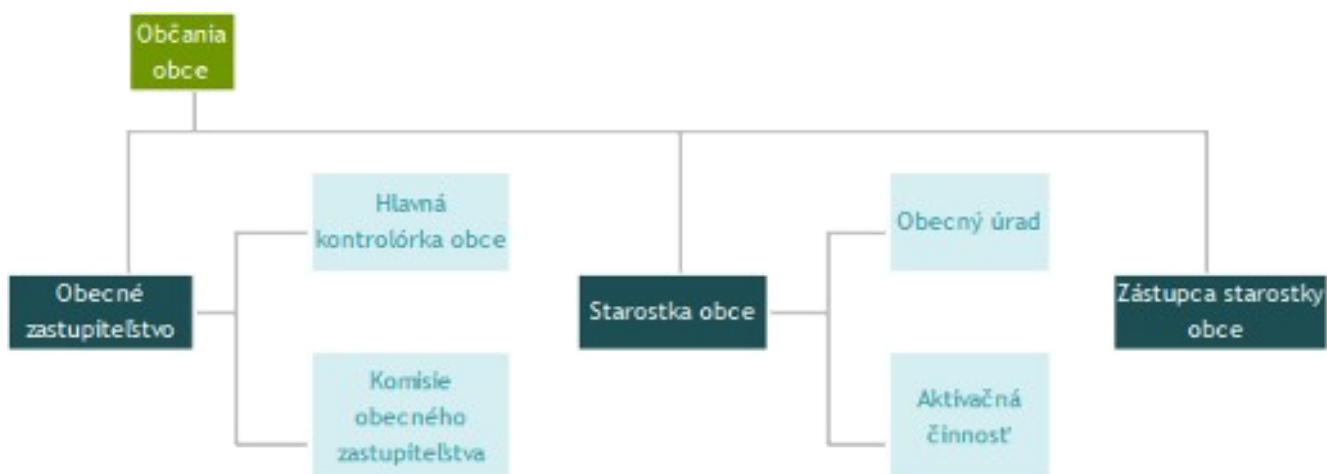 Občania
obce
Hlavná
kontrolórka obce
Obecný úrad
Obecné
zastupiteľstvo
Starostka obce
Zástupca starostky
obce
Komisie
obecného
zastupiteľstva
Aktivačná
činnosť